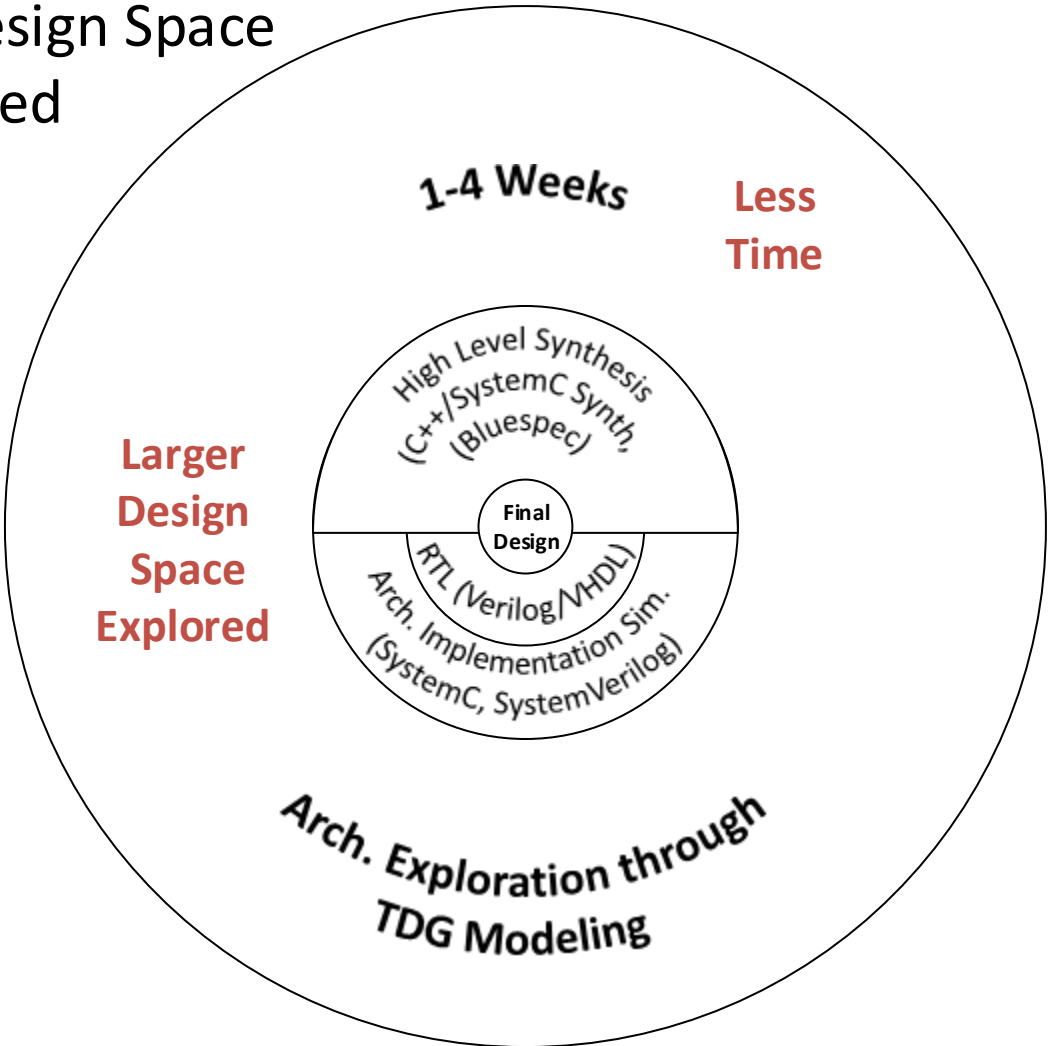 esign Space
ed
1-4 Weeks
Less
Time
High Level Synthesis
(C++/SystemC Synth,
(Bluespec)
Larger
Design
Space
Explored
Final
Design
RTL (Verilog/VHDL)
Arch. Implementation Sim.
(SystemC, SystemVerilog)
Arch. Exploration through
TDG Modeling